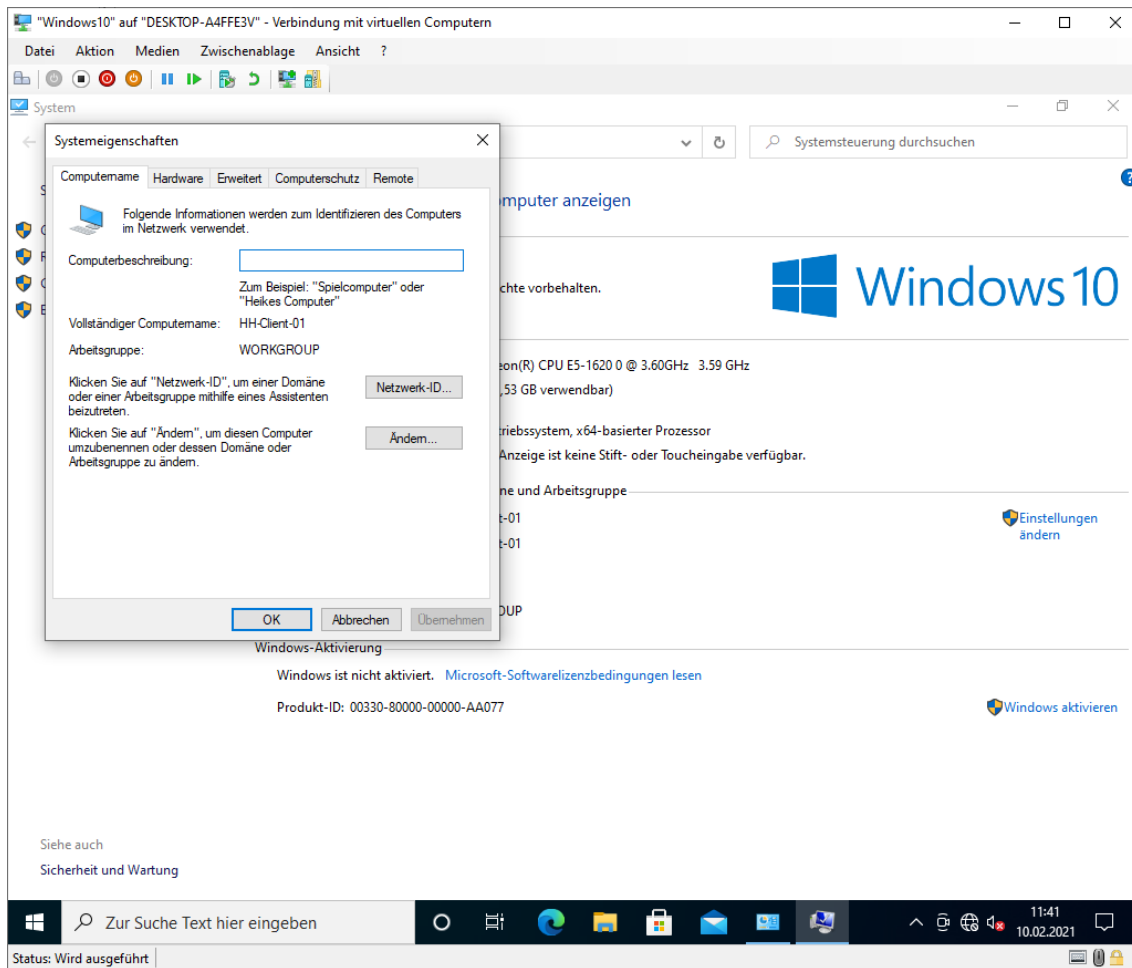 "Windows10" auf "DESKTOP-A4FFE3V" - Verbindung mit virtuellen Computern
Datei Aktion Medien Zwischenablage Ansicht ?
System
Systemsteuerung durchsuchen
Systemeigenschaften
Computername Hardware Erweitert Computerschutz Remote
Folgende Informationen werden zum Identifizieren des Computers
im Netzwerk verwendet.
Computerbeschreibung:
Zum Beispiel: "Spielcomputer" oder
"Heikes Computer"
Vollständiger Computername: HH-Client-01
Arbeitsgruppe: WORKGROUP
Klicken Sie auf "Netzwerk-ID", um einer Domäne
oder einer Arbeitsgruppe mithilfe eines Assistenten
beizutreten.
Netzwerk-ID...
Klicken Sie auf "Ändern", um diesen Computer
umzubenennen oder dessen Domäne oder
Arbeitsgruppe zu ändern.
Ändern...
OK Abbrechen Übernehmen
omputer anzeigen
chte vorbehalten.
Windows 10
eon(R) CPU E5-1620 0 @ 3.60GHz 3.59 GHz
,53 GB verwendbar)
triebssystem, x64-basierter Prozessor
Anzeige ist keine Stift- oder Toucheingabe verfügbar.
ne und Arbeitsgruppe
t-01
t-01
Einstellungen
ändern
OUP
Windows-Aktivierung
Windows ist nicht aktiviert. Microsoft-Softwarelizenzbedingungen lesen
Produkt-ID: 00330-80000-00000-AA077
Windows aktivieren
Siehe auch
Sicherheit und Wartung
Zur Suche Text hier eingeben
11:41
10.02.2021
Status: Wird ausgeführt